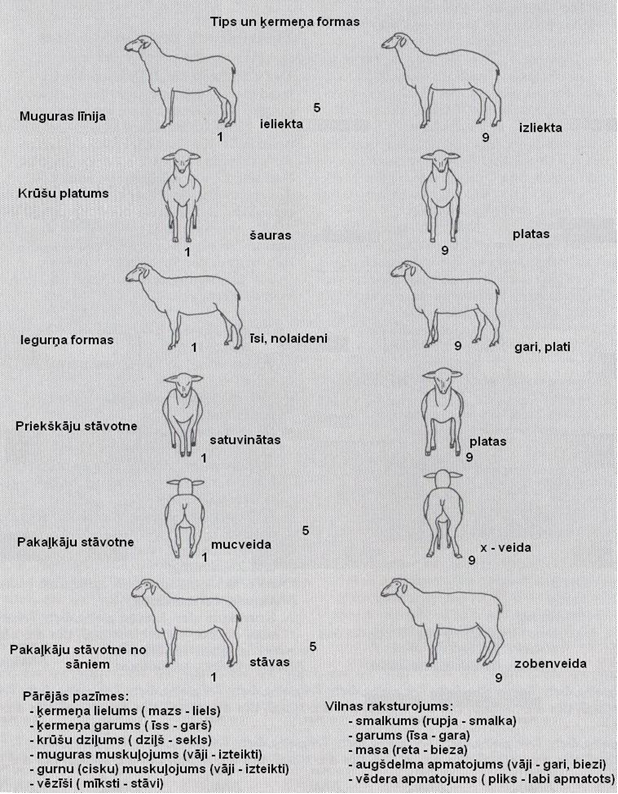 Tips un ķermeņa formas
Muguras līnija
1
ieliekta
5
9
izliekta
Krūšu platums
1
šauras
9
platas
Iegurņa formas
1
īsi, nolaideni
9
gari, plati
Priekškāju stāvotne
satuvinātas
1
platas
9
Pakaļkāju stāvotne
mucveida
1
5
x - veida
9
Pakaļkāju stāvotne no
sāniem
1
stāvas
5
9
zobenveida
Pārējās pazīmes:
- ķermeņa lielums ( mazs - liels)
- ķermeņa garums ( īss - garš)
- krūšu dziļums ( dziļš - sekls)
- muguras muskuļojums (vāji - izteikti)
- gurnu (cisku) muskuļojums (vāji - izteikti)
- vēzīši ( mīksti - stāvi)
Vilnas raksturojums:
- smalkums (rupja - smalka)
- garums (īsa - gara)
- masa (reta - bieza)
- augšdelma apmatojums (vāji - gari, biezi)
- vēdera apmatojums ( pliks - labi apmatots)